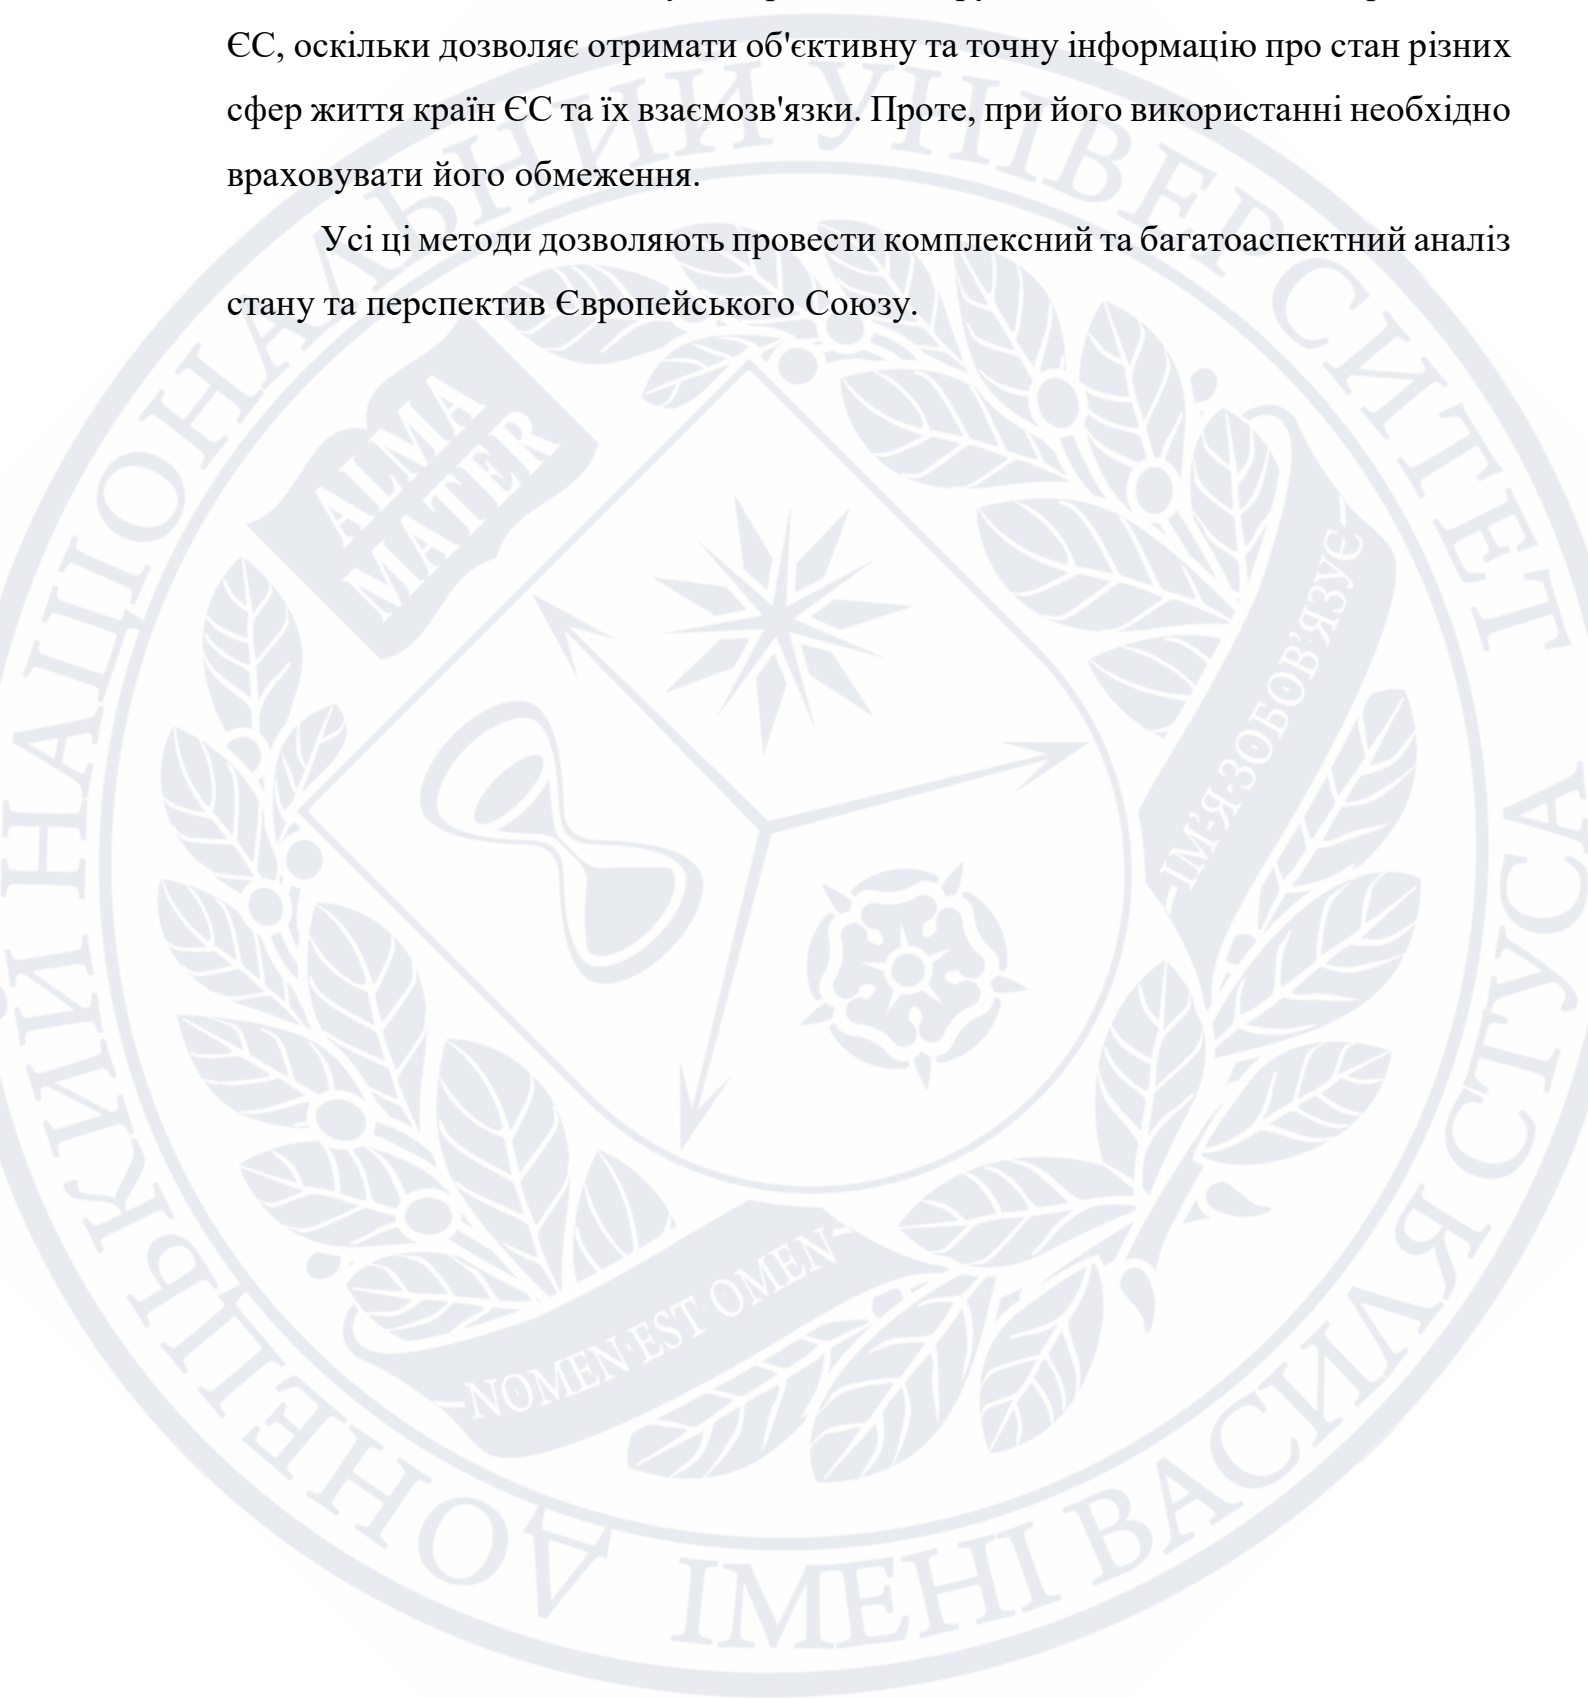 ЄС, оскільки дозволяє отримати об'єктивну та точну інформацію про стан різних
сфер життя країн ЄС та їх взаємозв'язки. Проте, при його використанні необхідно
враховувати його обмеження.
Усі ці методи дозволяють провести комплексний та багатоаспектний аналіз
стану та перспектив Європейського Союзу.
ALMA
MATER
ІМ'Я·ЗОБОВ'ЯЗУЄ
NOMEN·EST·OMEN
НАЦІОНАЛЬНИЙ УНІВЕРСИТЕТ
ІМЕНІ ВАСИЛЯ СТУСА